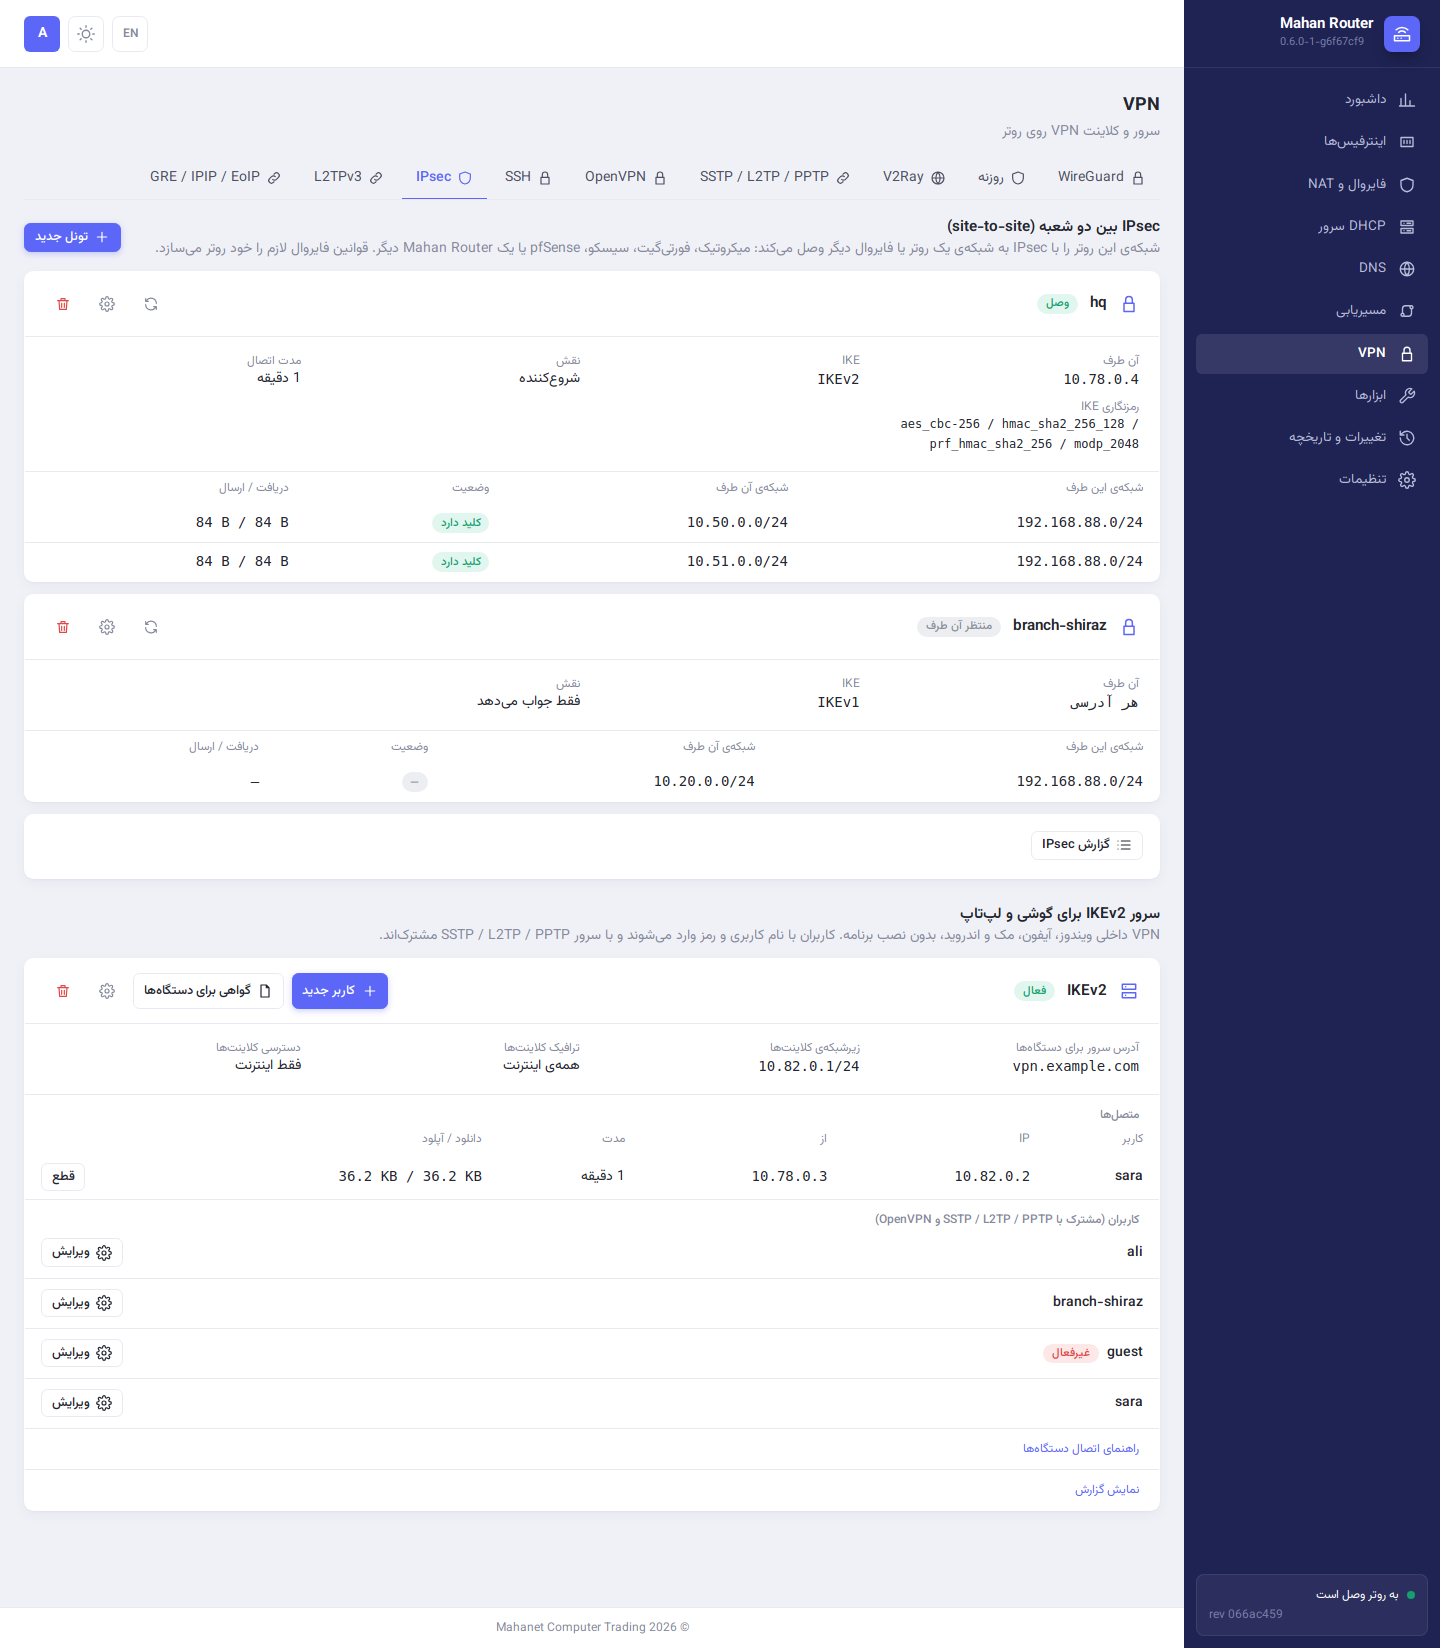 Mahan Router
0.6.0-1-g6f67cf9
EN
A
داشبورد
اینترفیس‌ها
فایروال و NAT
DHCP سرور
DNS
مسیریابی
VPN
ابزارها
تغییرات و تاریخچه
تنظیمات
به روتر وصل است
rev 066ac459
VPN
سرور و کلاینت VPN روی روتر
WireGuard
روزنه
V2Ray
SSTP / L2TP / PPTP
OpenVPN
SSH
IPsec
L2TPv3
GRE / IPIP / EoIP
IPsec بین دو شعبه (site-to-site)
تونل جدید
شبکه‌ی این روتر را با IPsec به شبکه‌ی یک روتر یا فایروال دیگر وصل می‌کند: میکروتیک، فورتی‌گیت، سیسکو، pfSense یا یک Mahan Router دیگر. قوانین فایروال لازم را خود روتر می‌سازد.
hq وصل
آن طرف IKE نقش مدت اتصال
10.78.0.4 IKEv2 شروع‌کننده 1 دقیقه
رمزنگاری IKE
aes_cbc-256 / hmac_sha2_256_128 /
prf_hmac_sha2_256 / modp_2048
شبکه‌ی این طرف شبکه‌ی آن طرف وضعیت دریافت / ارسال
192.168.88.0/24 10.50.0.0/24 کلید دارد 84 B / 84 B
192.168.88.0/24 10.51.0.0/24 کلید دارد 84 B / 84 B
branch-shiraz منتظر آن طرف
آن طرف IKE نقش
هر آدرسی IKEv1 فقط جواب می‌دهد
شبکه‌ی این طرف شبکه‌ی آن طرف وضعیت دریافت / ارسال
192.168.88.0/24 10.20.0.0/24 — —
گزارش IPsec
سرور IKEv2 برای گوشی و لپ‌تاپ
VPN داخلی ویندوز، آیفون، مک و اندروید، بدون نصب برنامه. کاربران با نام کاربری و رمز وارد می‌شوند و با سرور SSTP / L2TP / PPTP مشترک‌اند.
IKEv2 فعال کاربر جدید گواهی برای دستگاه‌ها
آدرس سرور برای دستگاه‌ها زیرشبکه‌ی کلاینت‌ها ترافیک کلاینت‌ها دسترسی کلاینت‌ها
vpn.example.com 10.82.0.1/24 همه‌ی اینترنت فقط اینترنت
متصل‌ها
کاربر IP از مدت دانلود / آپلود
sara 10.82.0.2 10.78.0.3 1 دقیقه 36.2 KB / 36.2 KB قطع
کاربران (مشترک با SSTP / L2TP / PPTP و OpenVPN)
ali ویرایش
branch-shiraz ویرایش
guest غیرفعال ویرایش
sara ویرایش
راهنمای اتصال دستگاه‌ها
نمایش گزارش
Mahanet Computer Trading 2026 ©